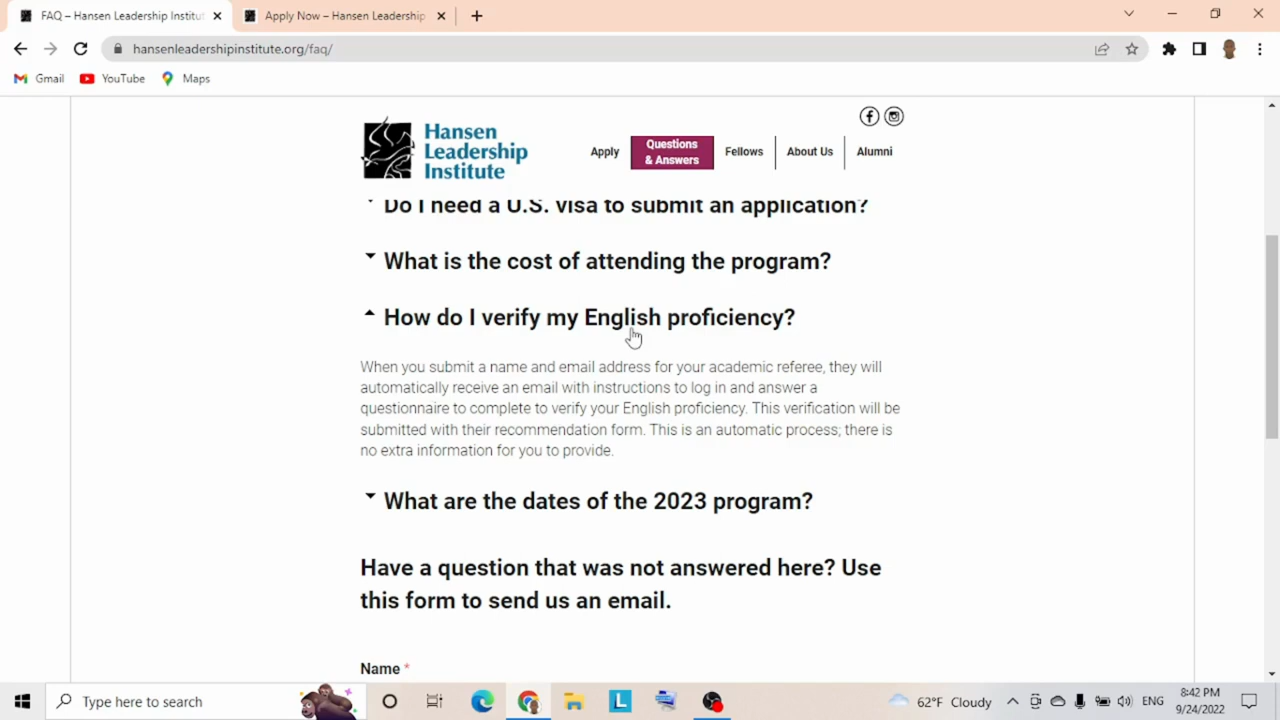 FAQ – Hansen Leadership Institut
Apply Now – Hansen Leadership
hansenleadershipinstitute.org/faq/
Gmail
YouTube
Maps
Hansen
Leadership
Institute
Apply
Questions
& Answers
Fellows
About Us
Alumni
Do I need a U.S. visa to submit an application?
What is the cost of attending the program?
How do I verify my English proficiency?
When you submit a name and email address for your academic referee, they will
automatically receive an email with instructions to log in and answer a
questionnaire to complete to verify your English proficiency. This verification will be
submitted with their recommendation form. This is an automatic process; there is
no extra information for you to provide.
What are the dates of the 2023 program?
Have a question that was not answered here? Use
this form to send us an email.
Name *
Type here to search
62°F Cloudy
ENG
8:42 PM
9/24/2022